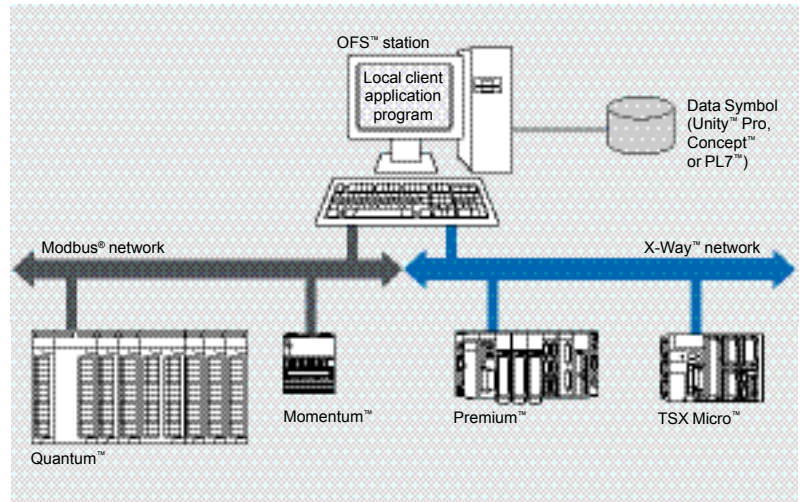 OFS™ station
Local client
application
program
Data Symbol
(Unity™ Pro,
Concept™
or PL7™)
Modbus® network
X-Way™ network
Momentum™
Premium™
TSX Micro™
Quantum™